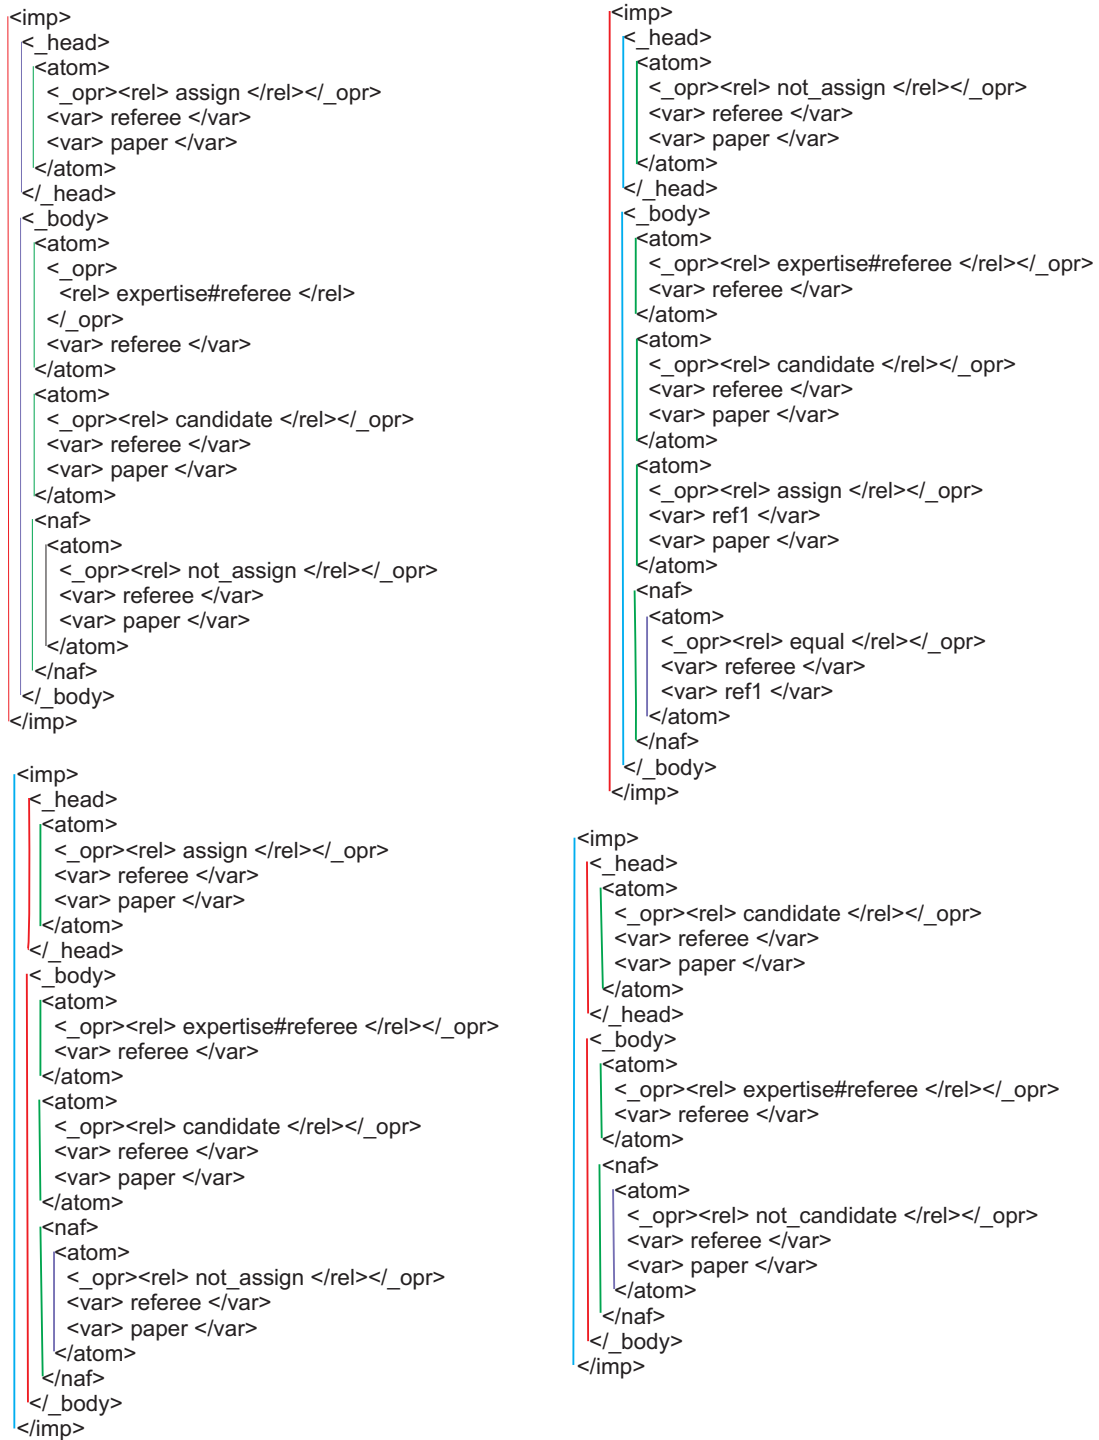 <imp>
<_head>
<atom>
<_opr><rel> assign </rel></_opr>
<var> referee </var>
<var> paper </var>
</atom>
</_head>
<_body>
<atom>
<_opr>
<rel> expertise#referee </rel>
</_opr>
<var> referee </var>
</atom>
<atom>
<_opr><rel> candidate </rel></_opr>
<var> referee </var>
<var> paper </var>
</atom>
<naf>
<atom>
<_opr><rel> not_assign </rel></_opr>
<var> referee </var>
<var> paper </var>
</atom>
</naf>
</_body>
</imp>
<imp>
<_head>
<atom>
<_opr><rel> not_assign </rel></_opr>
<var> referee </var>
<var> paper </var>
</atom>
</_head>
<_body>
<atom>
<_opr><rel> expertise#referee </rel></_opr>
<var> referee </var>
</atom>
<atom>
<_opr><rel> candidate </rel></_opr>
<var> referee </var>
<var> paper </var>
</atom>
<atom>
<_opr><rel> assign </rel></_opr>
<var> ref1 </var>
<var> paper </var>
</atom>
<naf>
<atom>
<_opr><rel> equal </rel></_opr>
<var> referee </var>
<var> ref1 </var>
</atom>
</naf>
</_body>
</imp>
<imp>
<_head>
<atom>
<_opr><rel> assign </rel></_opr>
<var> referee </var>
<var> paper </var>
</atom>
</_head>
<_body>
<atom>
<_opr><rel> expertise#referee </rel></_opr>
<var> referee </var>
</atom>
<atom>
<_opr><rel> candidate </rel></_opr>
<var> referee </var>
<var> paper </var>
</atom>
<naf>
<atom>
<_opr><rel> not_assign </rel></_opr>
<var> referee </var>
<var> paper </var>
</atom>
</naf>
</_body>
</imp>
<imp>
<_head>
<atom>
<_opr><rel> candidate </rel></_opr>
<var> referee </var>
<var> paper </var>
</atom>
</_head>
<_body>
<atom>
<_opr><rel> expertise#referee </rel></_opr>
<var> referee </var>
</atom>
<naf>
<atom>
<_opr><rel> not_candidate </rel></_opr>
<var> referee </var>
<var> paper </var>
</atom>
</naf>
</_body>
</imp>